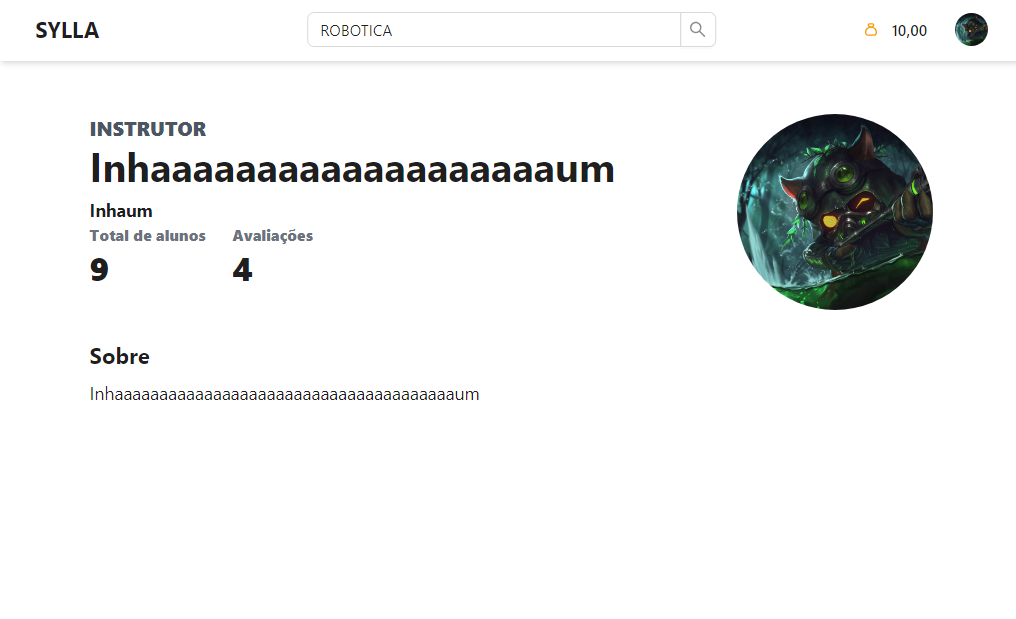 SYLLA
ROBOTICA
10,00
INSTRUTOR
Inhaaaaaaaaaaaaaaaaaaaum
Inhaum
Total de alunos Avaliações
9 4
Sobre
Inhaaaaaaaaaaaaaaaaaaaaaaaaaaaaaaaaaaaaaaum